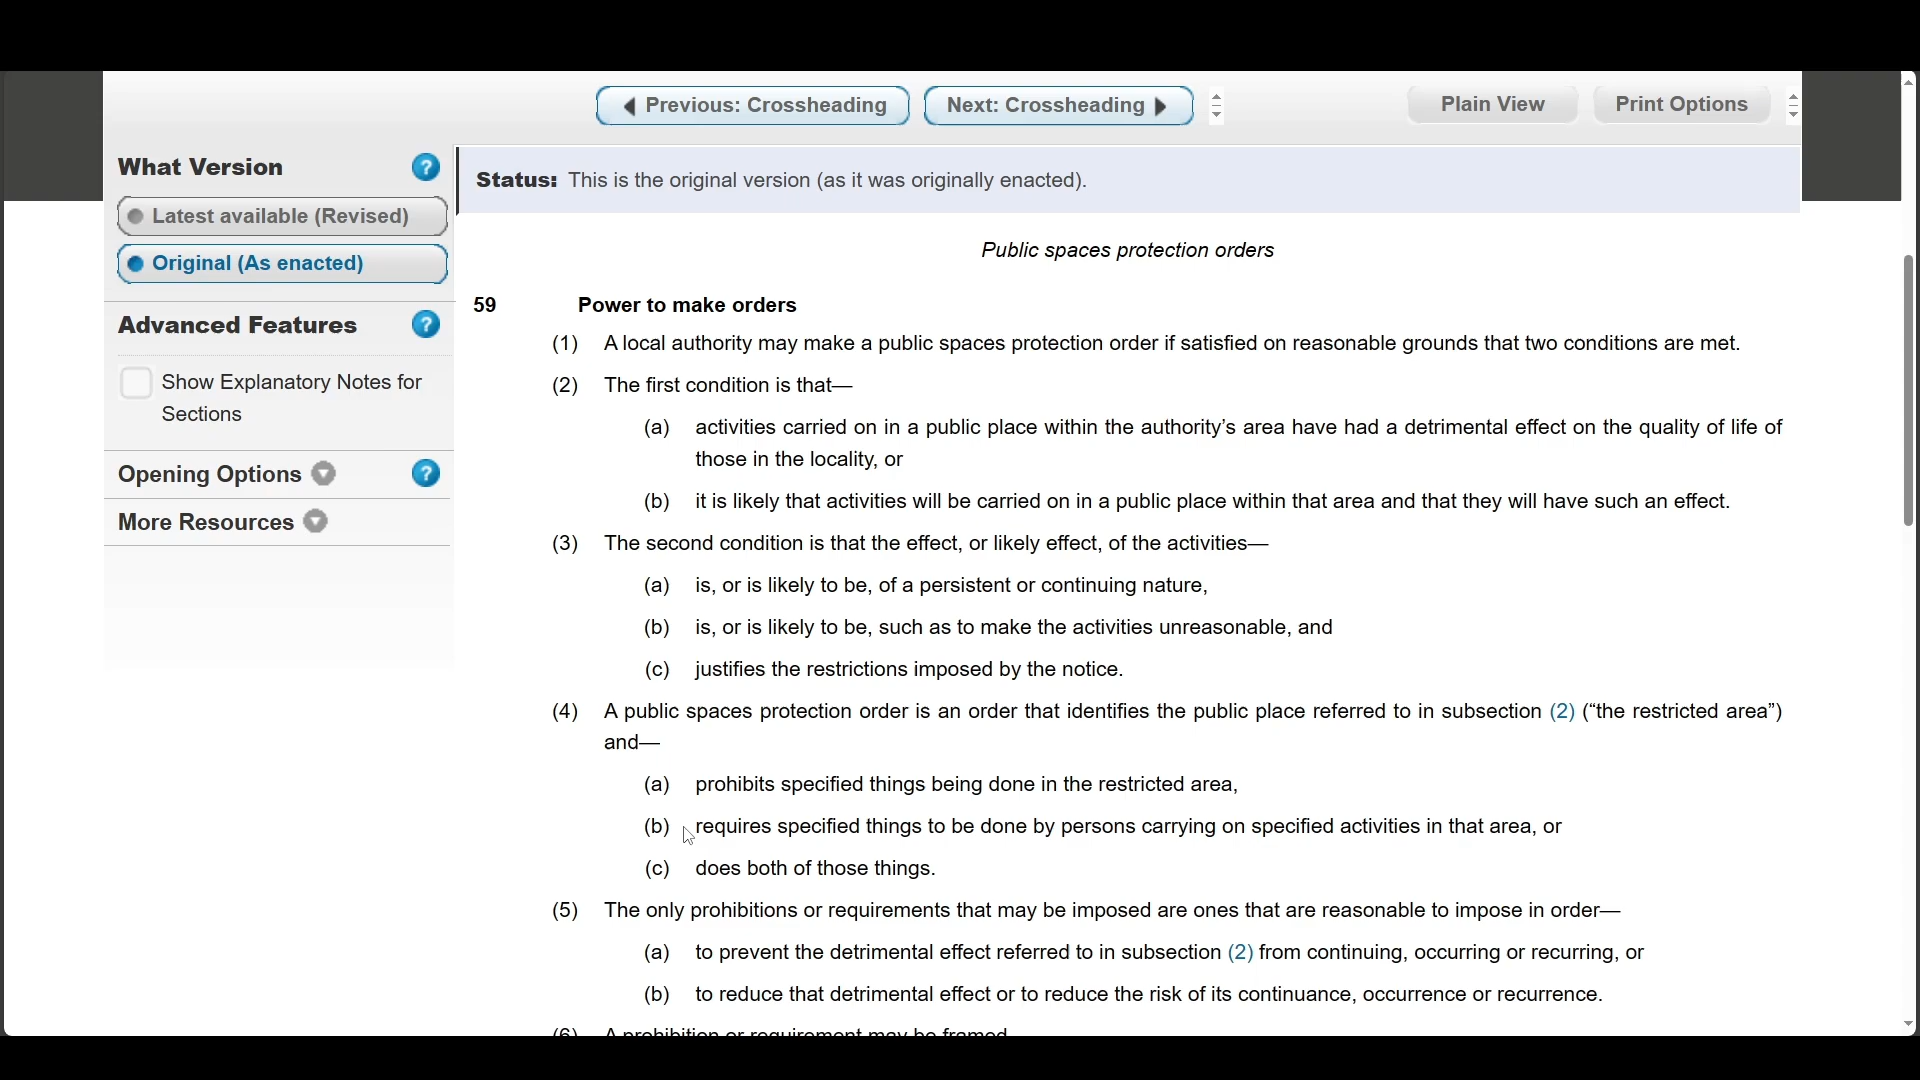 Previous: Crossheading
Next: Crossheading
Plain View
Print Options
What Version
Latest available (Revised)
Original (As enacted)
Advanced Features
Show Explanatory Notes for
Sections
Opening Options
More Resources
Status: This is the original version (as it was originally enacted).
Public spaces protection orders
59 Power to make orders
(1) A local authority may make a public spaces protection order if satisfied on reasonable grounds that two conditions are met.
(2) The first condition is that—
(a) activities carried on in a public place within the authority’s area have had a detrimental effect on the quality of life of
those in the locality, or
(b) it is likely that activities will be carried on in a public place within that area and that they will have such an effect.
(3) The second condition is that the effect, or likely effect, of the activities—
(a) is, or is likely to be, of a persistent or continuing nature,
(b) is, or is likely to be, such as to make the activities unreasonable, and
(c) justifies the restrictions imposed by the notice.
(4) A public spaces protection order is an order that identifies the public place referred to in subsection (2) (“the restricted area”)
and—
(a) prohibits specified things being done in the restricted area,
(b) requires specified things to be done by persons carrying on specified activities in that area, or
(c) does both of those things.
(5) The only prohibitions or requirements that may be imposed are ones that are reasonable to impose in order—
(a) to prevent the detrimental effect referred to in subsection (2) from continuing, occurring or recurring, or
(b) to reduce that detrimental effect or to reduce the risk of its continuance, occurrence or recurrence.
(6) A prohibition or requirement may be framed